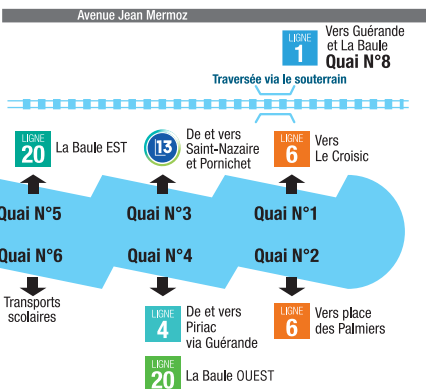 Avenue Jean Mermoz
LIGNE
1
Vers Guérande
et La Baule
Quai N°8
Traversée via le souterrain
LIGNE
20
La Baule EST
13
De et vers
Saint-Nazaire
et Pornichet
LIGNE
6
Vers
Le Croisic
Quai N°5
Quai N°3
Quai N°1
Quai N°6
Quai N°4
Quai N°2
Transports
scolaires
LIGNE
4
De et vers
Piriac
via Guérande
LIGNE
6
Vers place
des Palmiers
LIGNE
20
La Baule OUEST